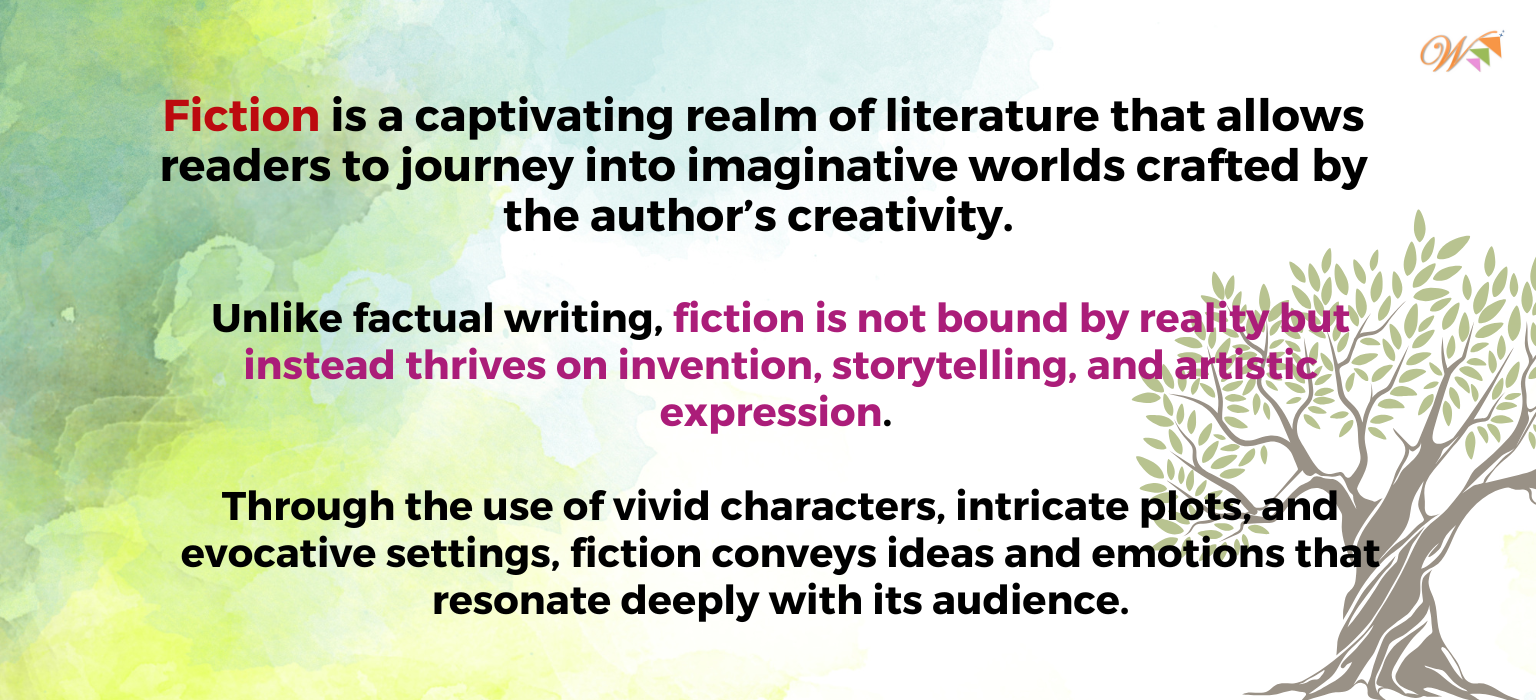 W
Fiction is a captivating realm of literature that allows
readers to journey into imaginative worlds crafted by
the author’s creativity.
Unlike factual writing, fiction is not bound by reality but
instead thrives on invention, storytelling, and artistic
expression.
Through the use of vivid characters, intricate plots, and
evocative settings, fiction conveys ideas and emotions that
resonate deeply with its audience.